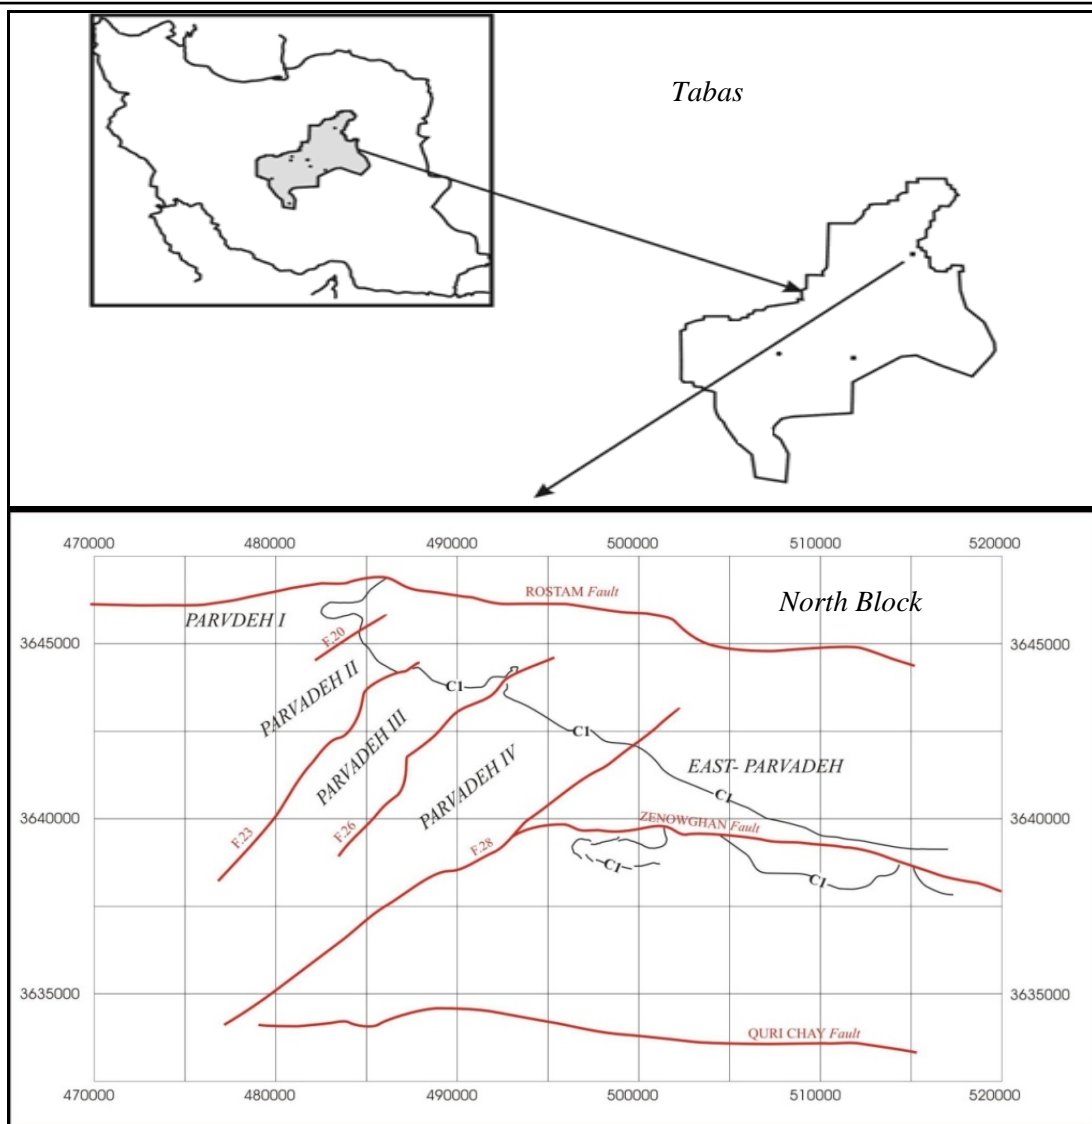 Tabas
470000 480000 490000 500000 510000 520000
ROSTAM Fault
North Block
PARVDEH I
F.20
3645000 3645000
PARVADEH II
C1
PARVADEH III
C1
EAST- PARVADEH
PARVADEH IV
C1
3640000 3640000
ZENOWGHAN Fault
F.23
F.26
F.28
C1
C1
3635000 3635000
QURI CHAY Fault
470000 480000 490000 500000 510000 520000